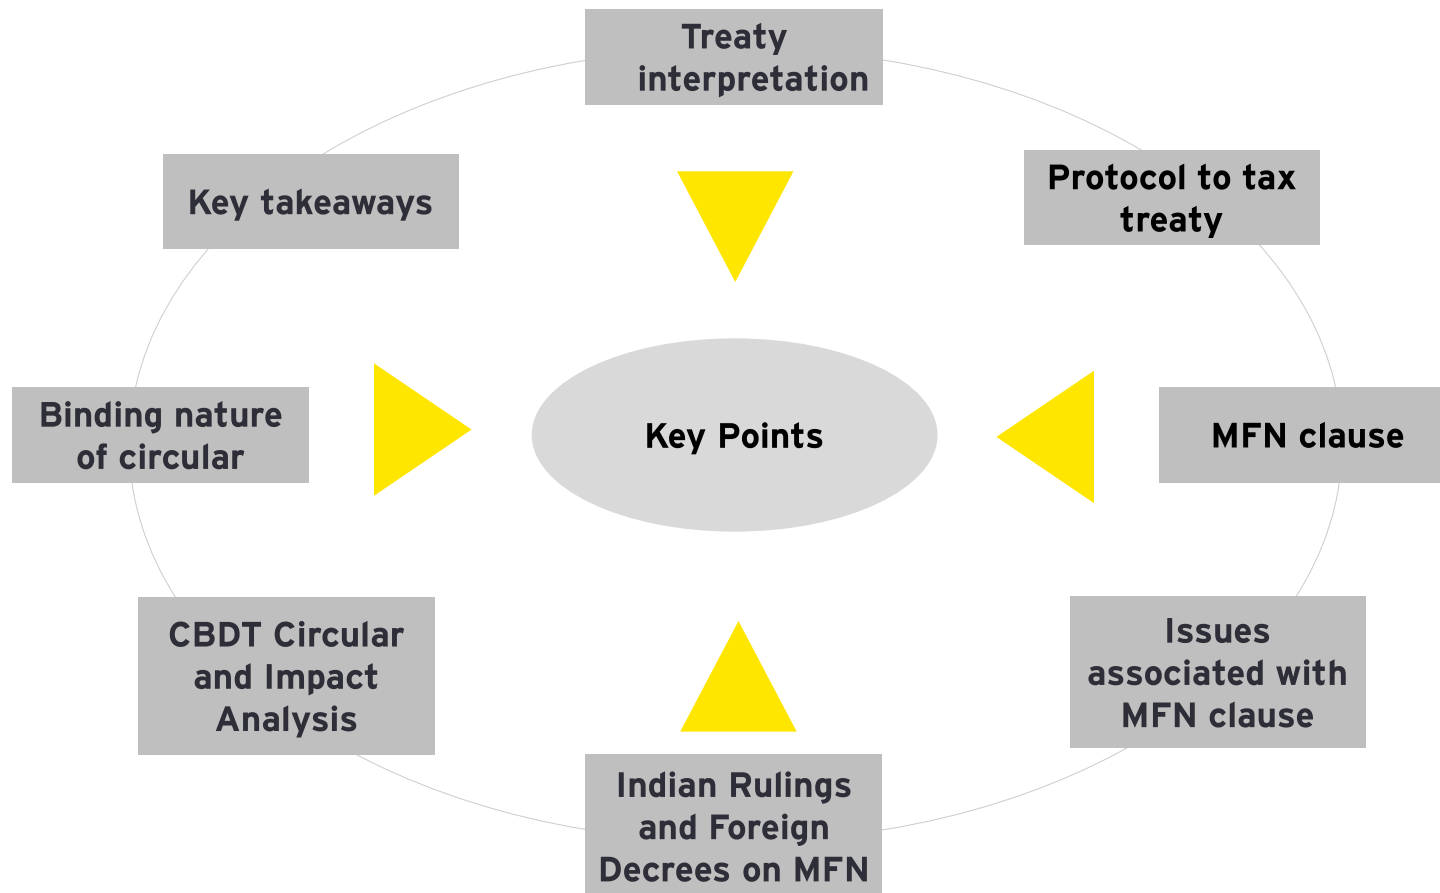 Treaty
interpretation
Key takeaways
Protocol to tax
treaty
Binding nature
of circular
Key Points
MFN clause
CBDT Circular
and Impact
Analysis
Issues
associated with
MFN clause
Indian Rulings
and Foreign
Decrees on MFN